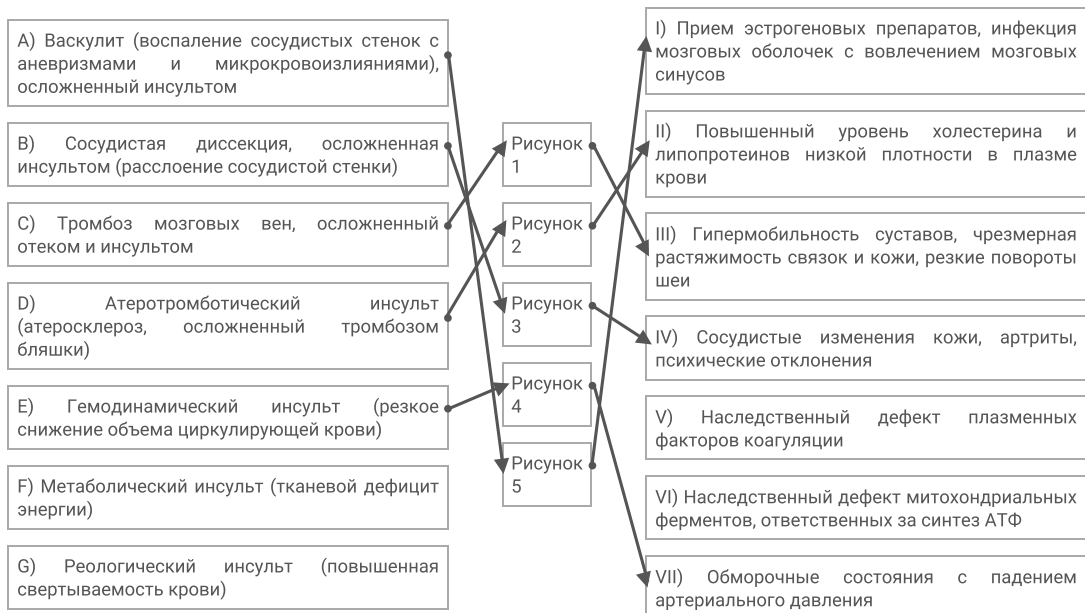 A) Васкулит (воспаление сосудистых стенок с
аневризмами и микрокровоизлияниями),
осложненный инсультом
B) Сосудистая диссекция, осложненная
инсультом (расслоение сосудистой стенки)
C) Тромбоз мозговых вен, осложненный
отеком и инсультом
D) Атеротромботический инсульт
(атеросклероз, осложненный тромбозом
бляшки)
E) Гемодинамический инсульт (резкое
снижение объема циркулирующей крови)
F) Метаболический инсульт (тканевой дефицит
энергии)
G) Реологический инсульт (повышенная
свертываемость крови)
Рисунок
1
Рисунок
2
Рисунок
3
Рисунок
4
Рисунок
5
I) Прием эстрогеновых препаратов, инфекция
мозговых оболочек с вовлечением мозговых
синусов
II) Повышенный уровень холестерина и
липопротеинов низкой плотности в плазме
крови
III) Гипермобильность суставов, чрезмерная
растяжимость связок и кожи, резкие повороты
шеи
IV) Сосудистые изменения кожи, артриты,
психические отклонения
V) Наследственный дефект плазменных
факторов коагуляции
VI) Наследственный дефект митохондриальных
ферментов, ответственных за синтез АТФ
VII) Обморочные состояния с падением
артериального давления